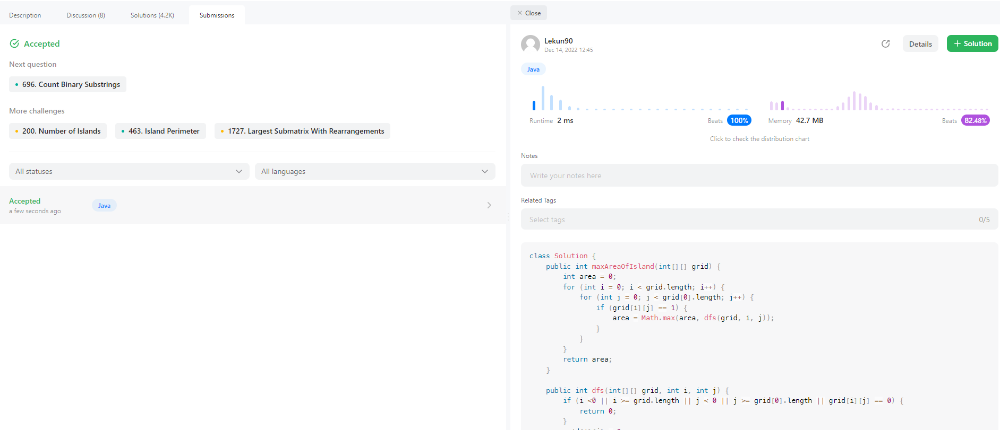 Description Discussion (8) Solutions (4.2K) Submissions
Accepted
Next question
696. Count Binary Substrings
More challenges
200. Number of Islands 463. Island Perimeter 1727. Largest Submatrix With Rearrangements
All statuses All languages
Accepted
a few seconds ago
Java
Close
Lekun90
Dec 14, 2022 12:45
Details + Solution
Java
Runtime 2 ms Beats 100% Memory 42.7 MB Beats 82.48%
Click to check the distribution chart
Notes
Write your notes here
Related Tags
Select tags 0/5
class Solution {
    public int maxAreaOfIsland(int[][] grid) {
        int area = 0;
        for (int i = 0; i < grid.length; i++) {
            for (int j = 0; j < grid[0].length; j++) {
                if (grid[i][j] == 1) {
                    area = Math.max(area, dfs(grid, i, j));
                }
            }
        }
        return area;
    }
    public int dfs(int[][] grid, int i, int j) {
        if (i <0 || i >= grid.length || j < 0 || j >= grid[0].length || grid[i][j] == 0) {
            return 0;
        }